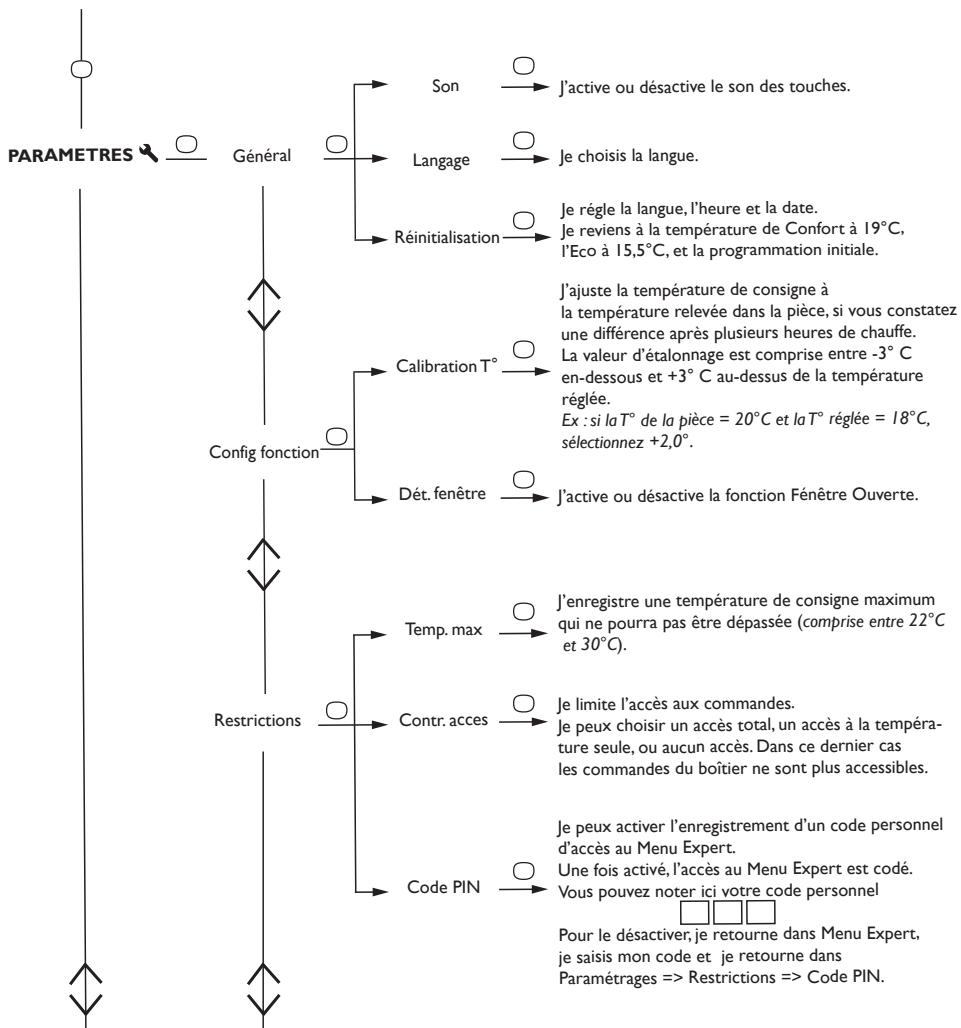 Son
J'active ou désactive le son des touches.
PARAMETRES
Général
Langage
Je choisis la langue.
Réinitialisation
Je régle la langue, l'heure et la date.
Je reviens à la température de Confort à 19°C,
l'Eco à 15,5°C, et la programmation initiale.
Config fonction
Calibration T°
J'ajuste la température de consigne à
la température relevée dans la pièce, si vous constatez
une différence après plusieurs heures de chauffe.
La valeur d'étalonnage est comprise entre -3° C
en-dessous et +3° C au-dessus de la température
réglée.
Ex : si la T° de la pièce = 20°C et la T° réglée = 18°C,
sélectionnez +2,0°.
Dét. fenêtre
J'active ou désactive la fonction Fénêtre Ouverte.
Restrictions
Temp. max
J'enregistre une température de consigne maximum
qui ne pourra pas être dépassée (comprise entre 22°C
et 30°C).
Contr. acces
Je limite l'accès aux commandes.
Je peux choisir un accès total, un accès à la tempéra-
ture seule, ou aucun accès. Dans ce dernier cas
les commandes du boîtier ne sont plus accessibles.
Code PIN
Je peux activer l'enregistrement d'un code personnel
d'accès au Menu Expert.
Une fois activé, l'accès au Menu Expert est codé.
Vous pouvez noter ici votre code personnel
Pour le désactiver, je retourne dans Menu Expert,
je saisis mon code et je retourne dans
Paramétrages => Restrictions => Code PIN.